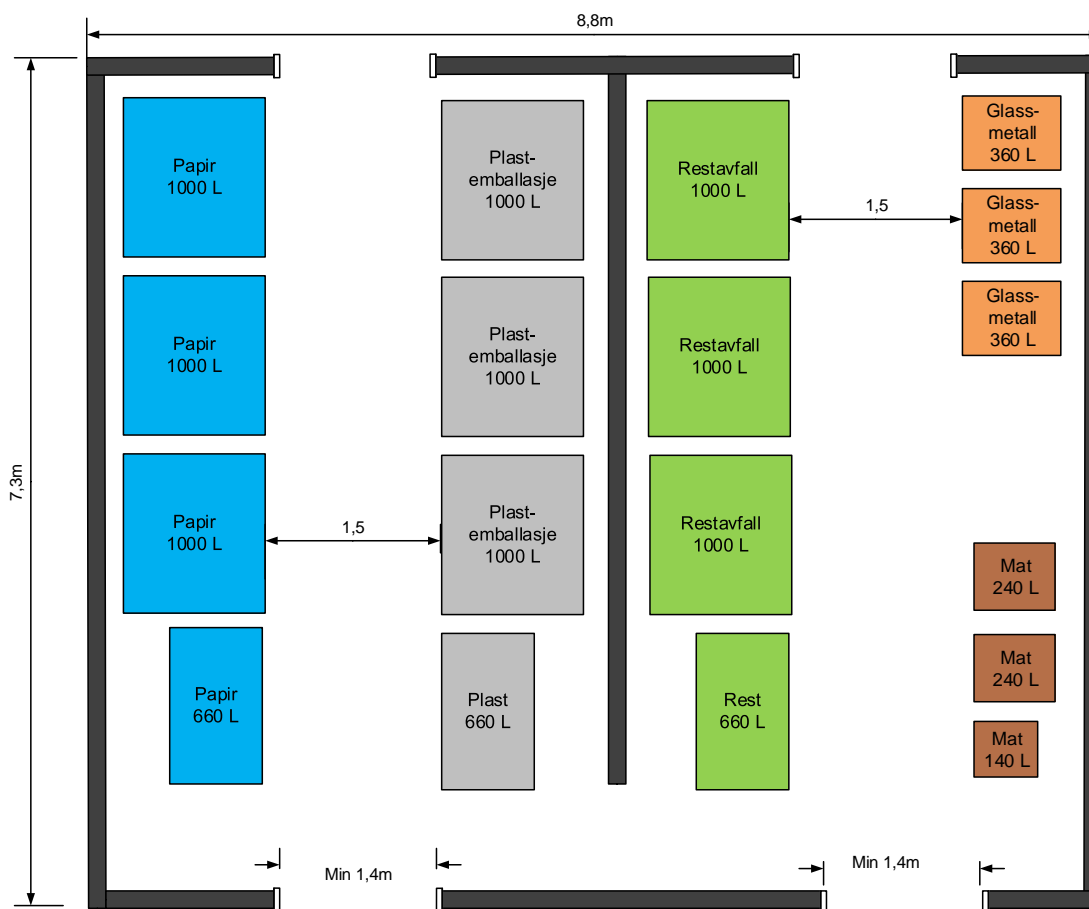 8,8m
7,3m
Papir
1000 L
Plast-
emballasje
1000 L
Restavfall
1000 L
Glass-
metall
360 L
Glass-
metall
360 L
1,5
Glass-
metall
360 L
Papir
1000 L
Plast-
emballasje
1000 L
Restavfall
1000 L
Papir
1000 L
1,5
Plast-
emballasje
1000 L
Restavfall
1000 L
Mat
240 L
Mat
240 L
Mat
140 L
Papir
660 L
Plast
660 L
Rest
660 L
Min 1,4m
Min 1,4m